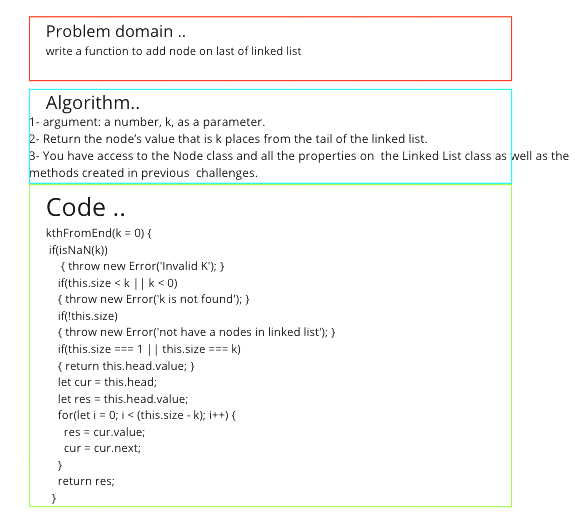 Problem domain ..
write a function to add node on last of linked list
Algorithm..
1- argument: a number, k, as a parameter.
2- Return the node’s value that is k places from the tail of the linked list.
3- You have access to the Node class and all the properties on  the Linked List class as well as the
methods created in previous  challenges.
Code ..
kthFromEnd(k = 0) {
if(isNaN(k))
{ throw new Error('Invalid K'); }
if(this.size < k || k < 0)
{ throw new Error('k is not found'); }
if(!this.size)
{ throw new Error('not have a nodes in linked list'); }
if(this.size === 1 || this.size === k)
{ return this.head.value; }
let cur = this.head;
let res = this.head.value;
for(let i = 0; i < (this.size - k); i++) {
res = cur.value;
cur = cur.next;
}
return res;
}